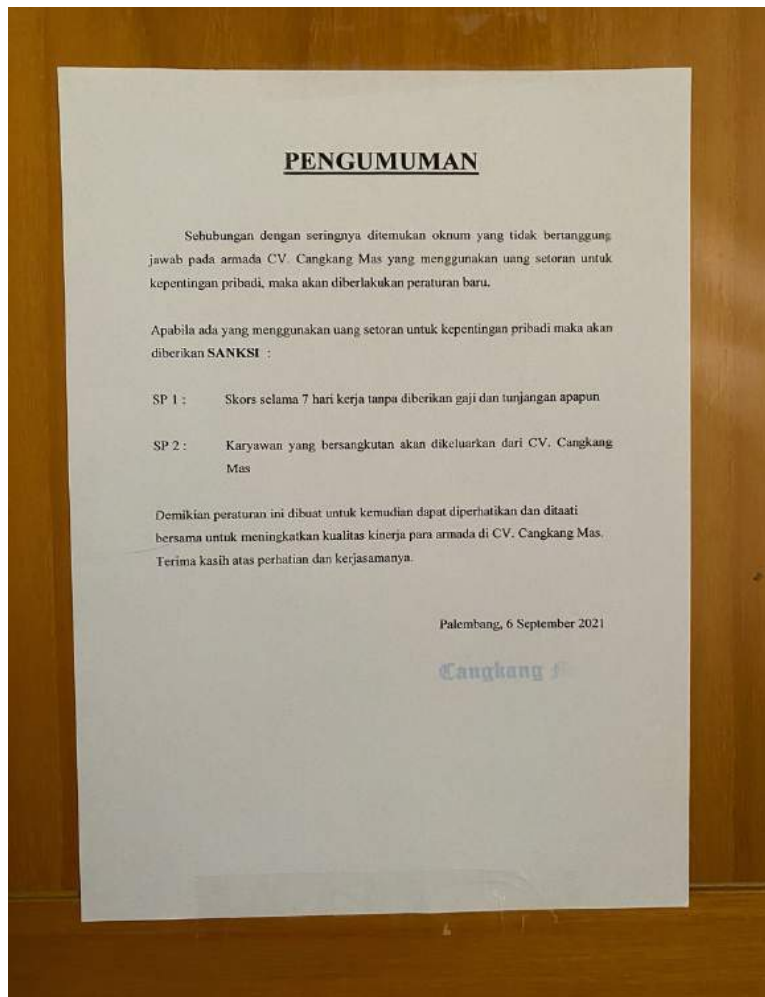 PENGUMUMAN
Sehubungan dengan seringnya ditemukan oknum yang tidak bertanggung
jawab pada armada CV. Cangkang Mas yang menggunakan uang setoran untuk
kepentingan pribadi, maka akan diberlakukan peraturan baru.
Apabila ada yang menggunakan uang setoran untuk kepentingan pribadi maka akan
diberikan SANKSI :
SP 1 : Skors selama 7 hari kerja tanpa diberikan gaji dan tunjangan apapun
SP 2 : Karyawan yang bersangkutan akan dikeluarkan dari CV. Cangkang
Mas
Demikian peraturan ini dibuat untuk kemudian dapat diperhatikan dan ditaati
bersama untuk meningkatkan kualitas kinerja para armada di CV. Cangkang Mas.
Terima kasih atas perhatian dan kerjasamanya.
Palembang, 6 September 2021
Cangkang